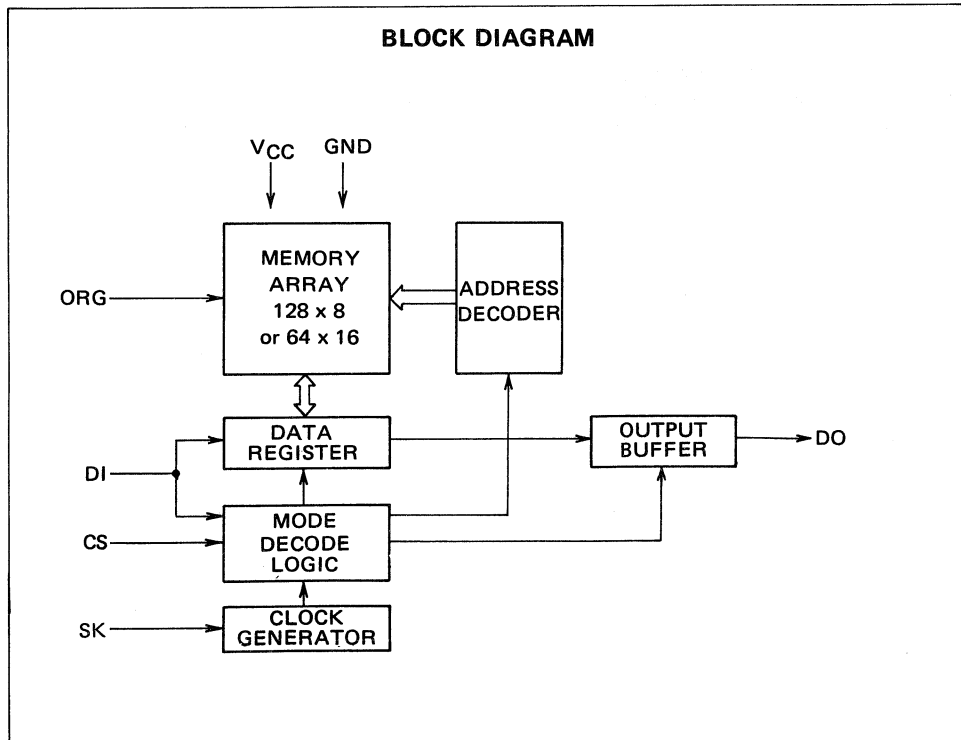 BLOCK DIAGRAM
VCC GND
MEMORY
ARRAY
128 x 8
or 64 x 16
ADDRESS
DECODER
ORG
DATA
REGISTER
OUTPUT
BUFFER
DO
DI
MODE
DECODE
LOGIC
CS
CLOCK
GENERATOR
SK